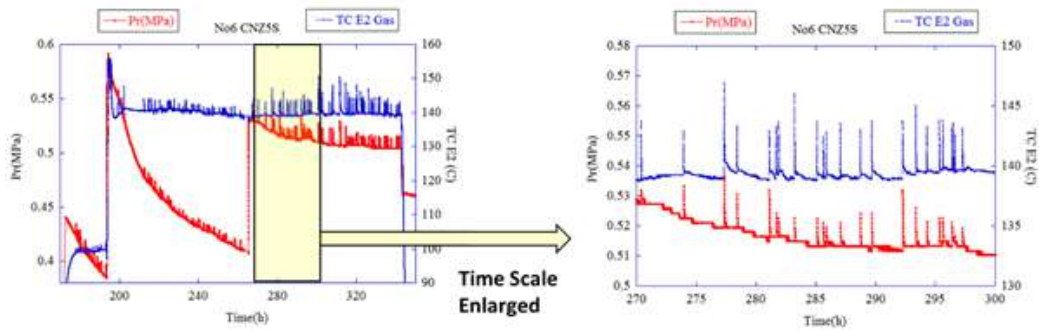 Pr(MPa)
No6 CNZ5S
TC E2 Gas
0.6
0.55
0.5
0.45
0.4
Pr(MPa)
160
150
140
130
120
110
100
90
TC E2 (C)
200
240
280
320
Time(h)
Time Scale
Enlarged
Pr(MPa)
No6 CNZ5S
TC E2 Gas
0.58
0.57
0.56
0.55
0.54
0.53
0.52
0.51
0.5
Pr(MPa)
150
145
140
135
130
TC E2 (C)
270
275
280
285
290
295
300
Time(h)